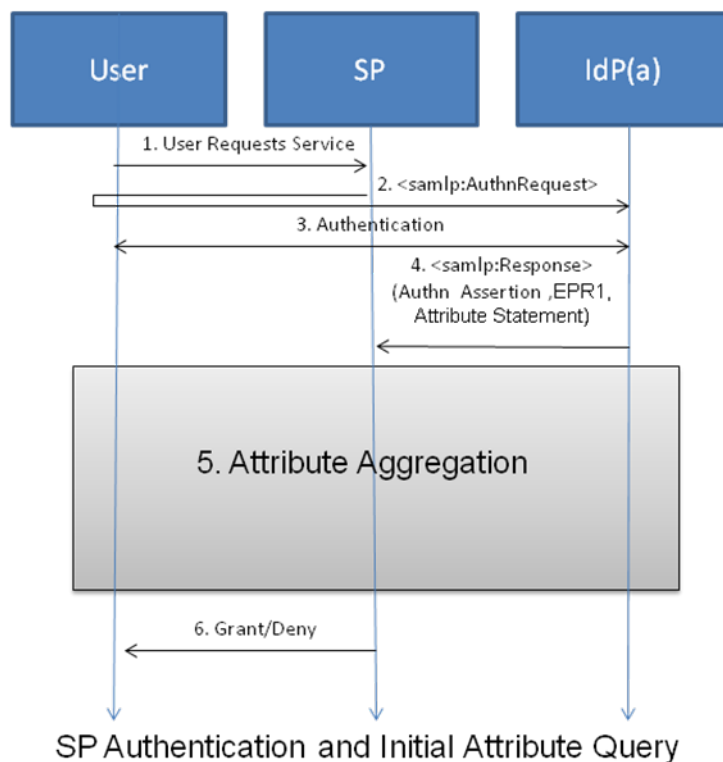 User
SP
IdP(a)
1. User Requests Service
2. <samlp:AuthnRequest>
3. Authentication
4. <samlp:Response>
(Authn Assertion ,EPR1,
Attribute Statement)
5. Attribute Aggregation
6. Grant/Deny
SP Authentication and Initial Attribute Query